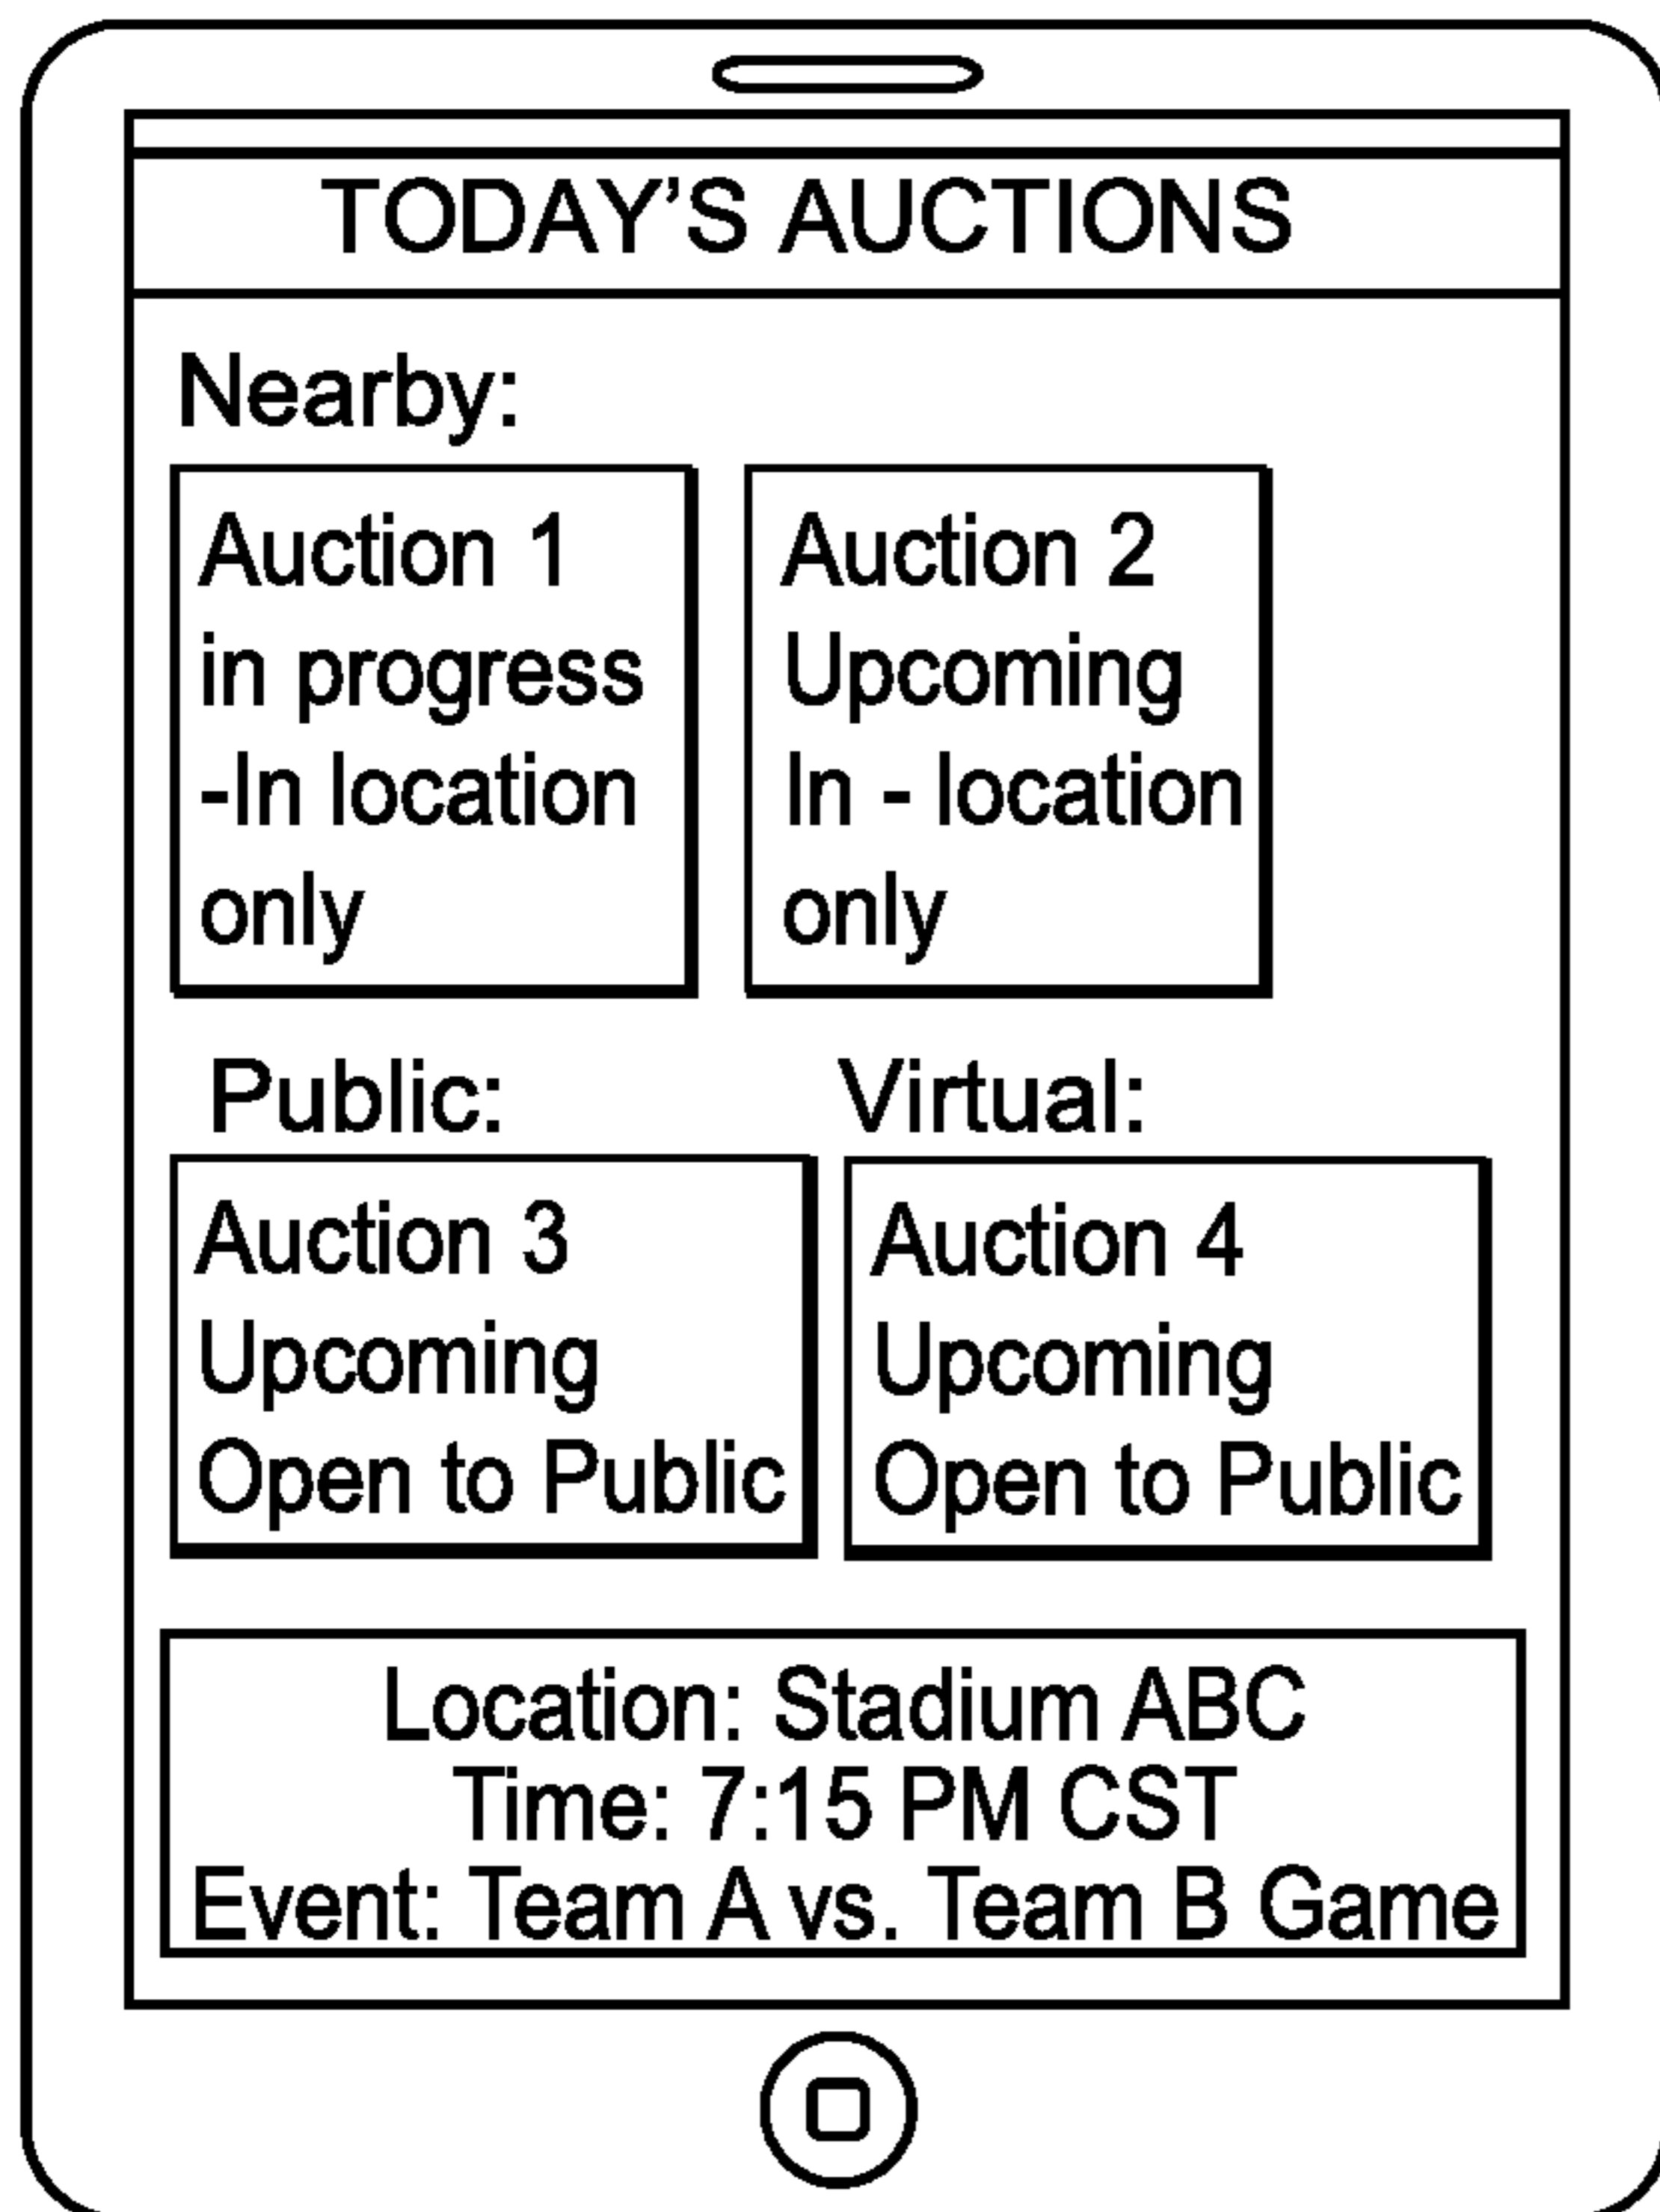 TODAY'S AUCTIONS
Nearby:
Auction 1
in progress
-In location
only
Auction 2
Upcoming
In - location
only
Public:
Auction 3
Upcoming
Open to Public
Virtual:
Auction 4
Upcoming
Open to Public
Location: Stadium ABC
Time: 7:15 PM CST
Event: Team A vs. Team B Game